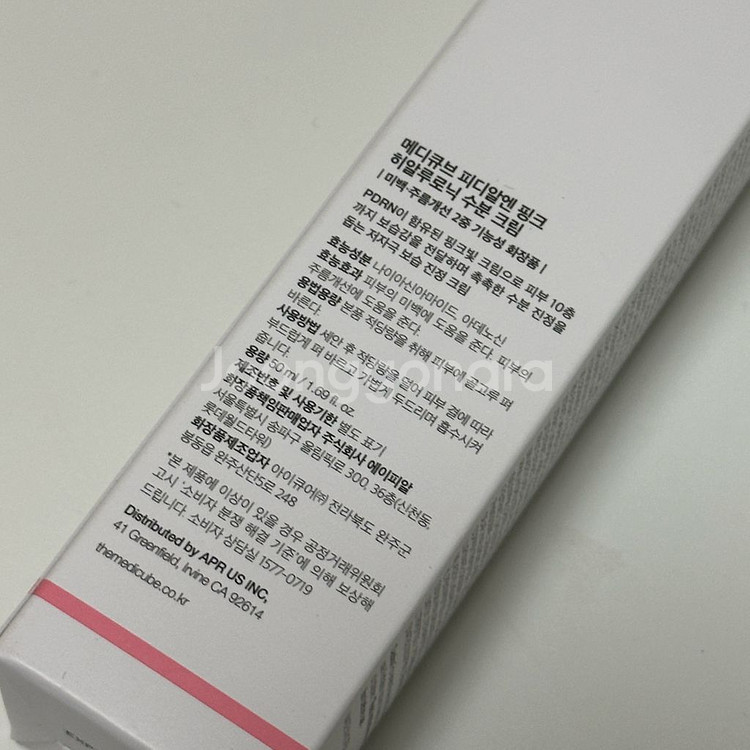 메디큐브 피디알엔 핑크
히알루로닉 수분 크림
| 미백·주름개선 2중 기능성 화장품 |
PDRN이 함유된 핑크빛 크림으로 피부 10층
까지 보습감을 전달하며 촉촉한 수분 진정을
돕는 저자극 보습 진정 크림
효능성분 나이아신아마이드, 아데노신
효능효과 피부의 미백에 도움을 준다. 피부의
주름개선에 도움을 준다.
용법용량 본품 적당량을 취해 피부에 골고루 펴
바른다.
사용방법 세안 후 적당량을 덜어 피부 결에 따라
부드럽게 펴 바르고 가볍게 두드리며 흡수시켜
줍니다.
용량 50 ml / 1.69 fl. oz.
제조번호 및 사용기한 별도 표기
화장품책임판매업자 주식회사 에이피알
서울특별시 송파구 올림픽로 300, 36층(신천동,
롯데월드타워)
화장품제조업자 아이큐어㈜ 전라북도 완주군
봉동읍 완주산단5로 248
*본 제품에 이상이 있을 경우 공정거래위원회
고시 '소비자 분쟁 해결 기준'에 의해 보상해
드립니다. 소비자 상담실 1577-0719
Distributed by APR US INC,
41 Greenfield, Irvine CA 92614
themedicube.co.kr
Joonggonara